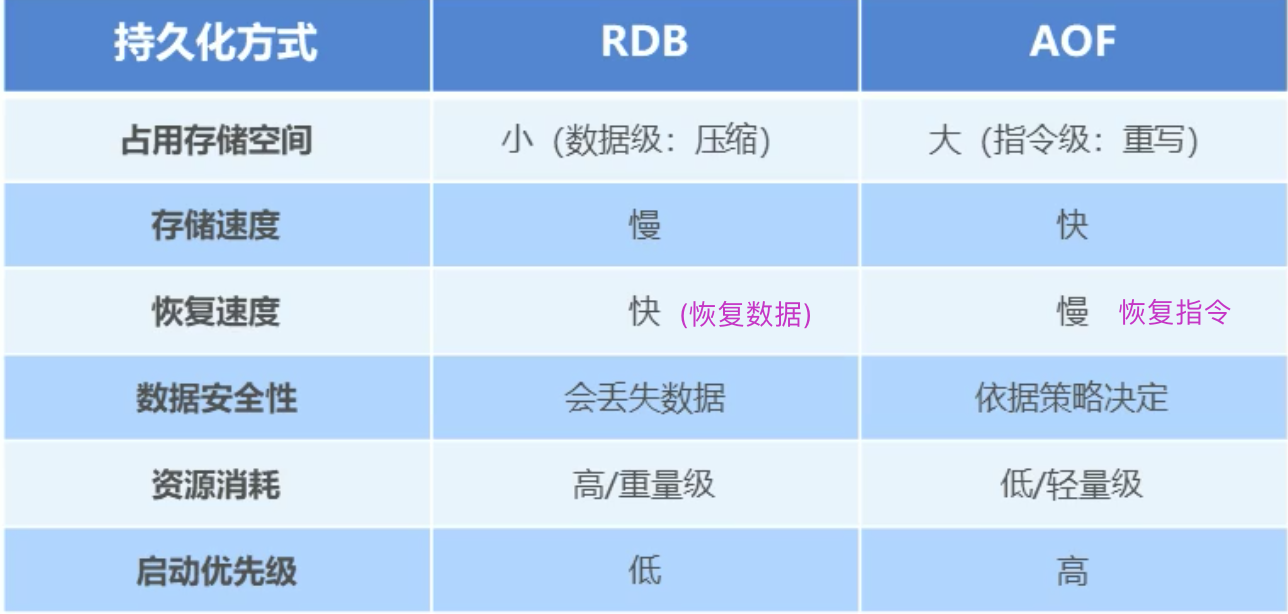 持久化方式 RDB AOF
占用存储空间 小（数据级：压缩） 大（指令级：重写）
存储速度 慢 快
恢复速度 快 (恢复数据) 慢 恢复指令
数据安全性 会丢失数据 依据策略决定
资源消耗 高/重量级 低/轻量级
启动优先级 低 高